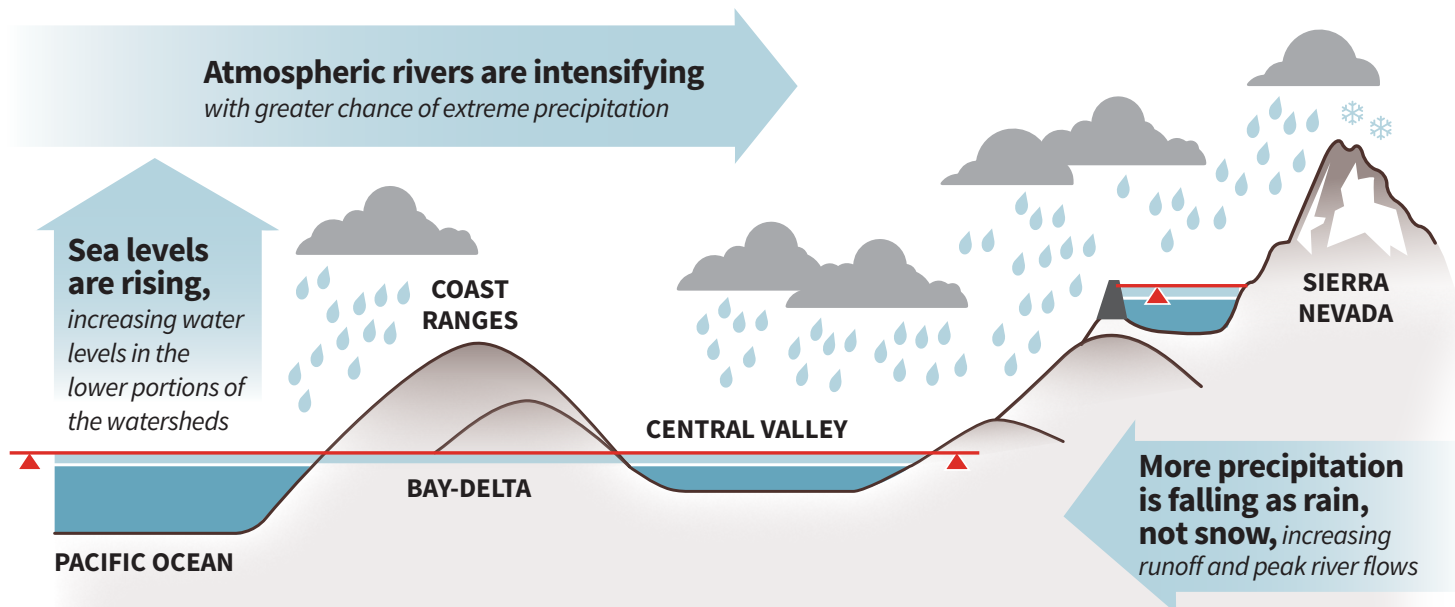 Atmospheric rivers are intensifying
with greater chance of extreme precipitation
Sea levels
are rising,
increasing water
levels in the
lower portions of
the watersheds
COAST
RANGES
SIERRA
NEVADA
CENTRAL VALLEY
BAY-DELTA
PACIFIC OCEAN
More precipitation
is falling as rain,
not snow, increasing
runoff and peak river flows